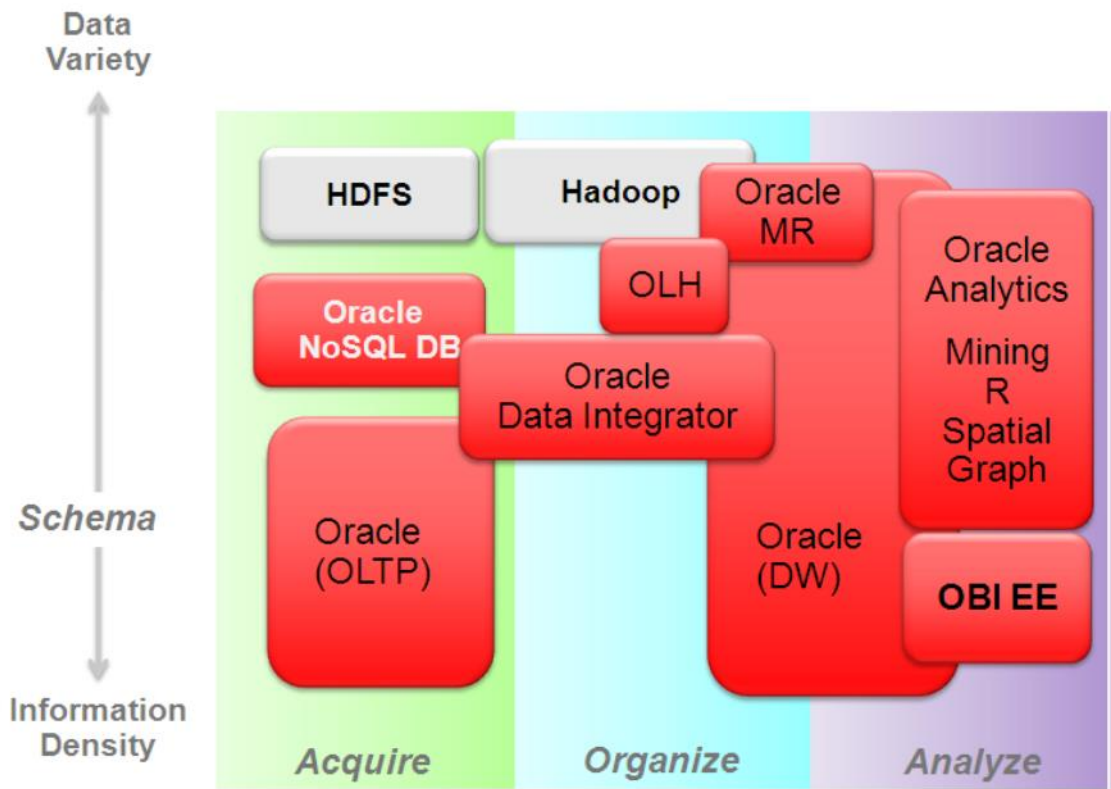 Data
Variety
HDFS
Hadoop
Oracle
MR
Oracle
Analytics
Mining
R
Spatial
Graph
OLH
Oracle
NoSQL DB
Oracle
Data Integrator
Schema
Oracle
(OLTP)
Oracle
(DW)
OBI EE
Information
Density
Acquire
Organize
Analyze